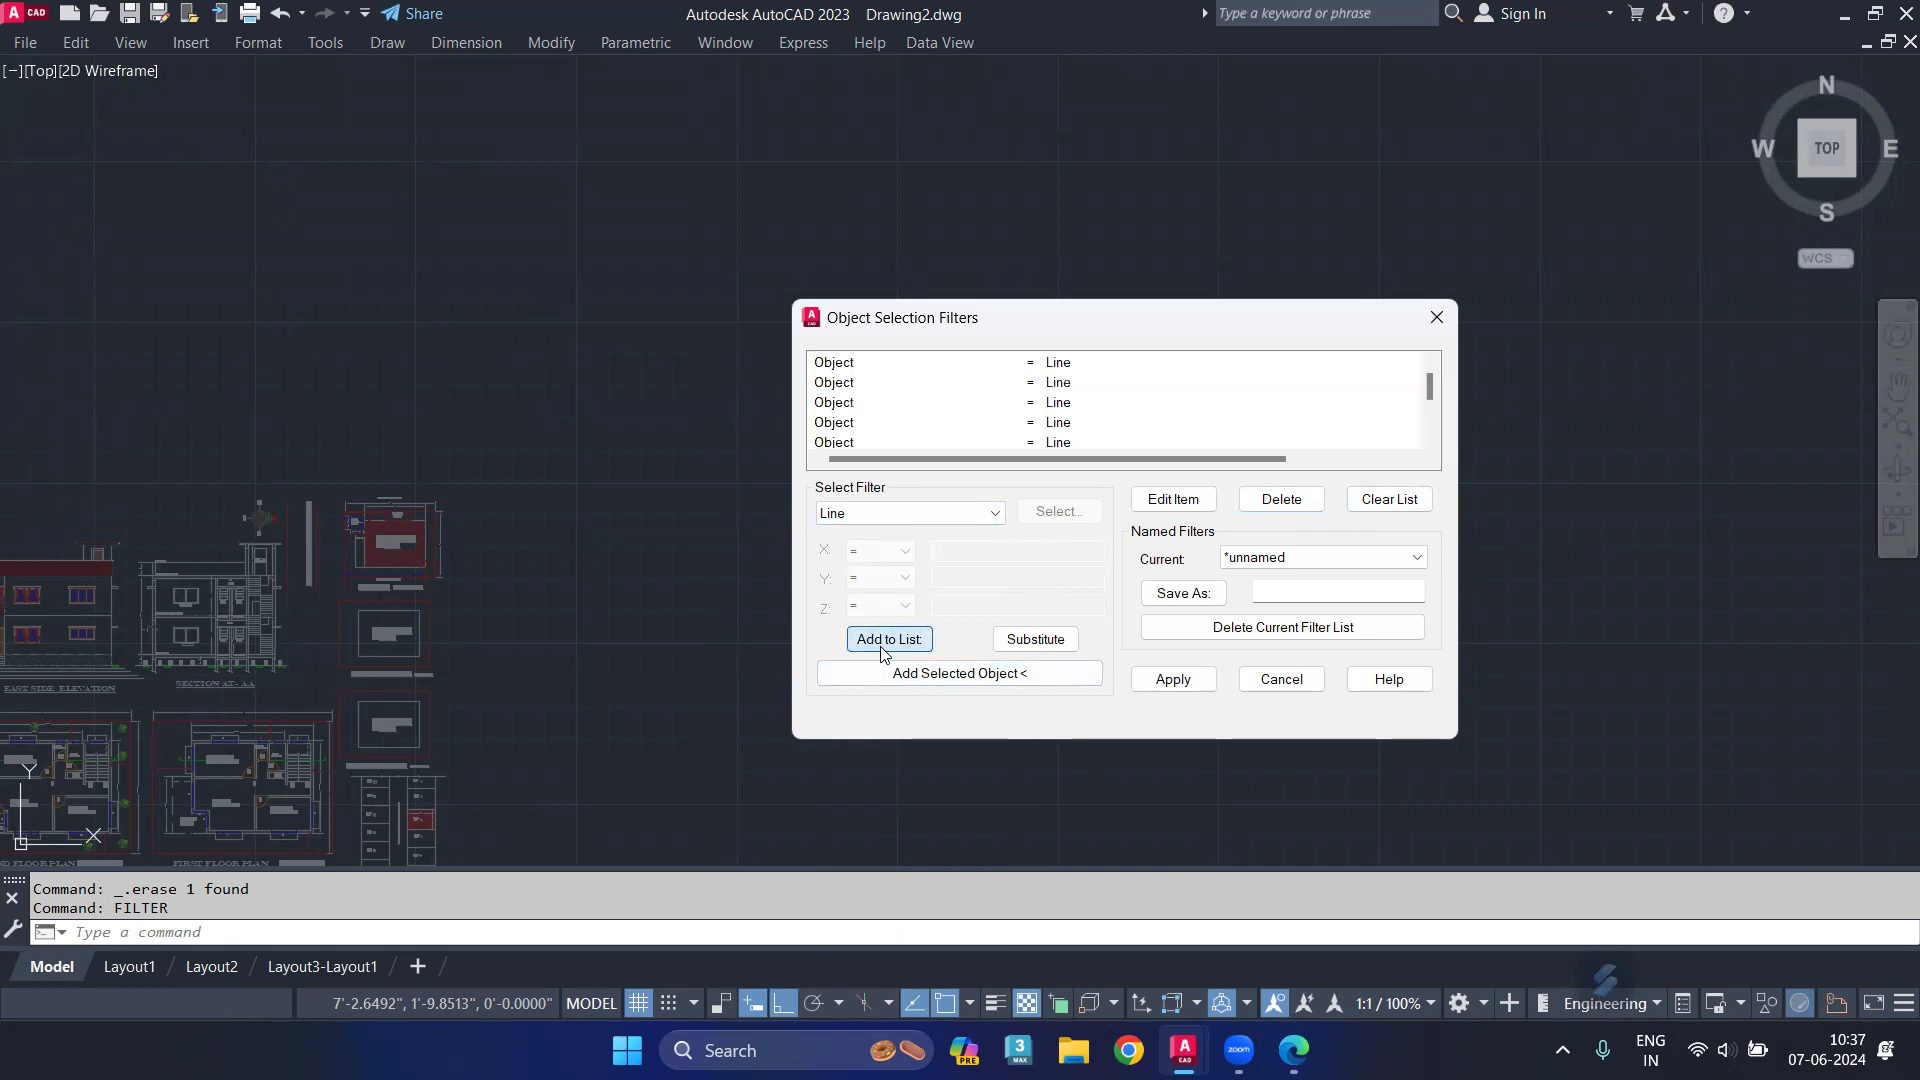 CAD Share Autodesk AutoCAD 2023 Drawing2.dwg Type a keyword or phrase Sign In
File Edit View Insert Format Tools Draw Dimension Modify Parametric Window Express Help Data View
[−][Top][2D Wireframe]
N
W TOP E
S
WCS
Object Selection Filters
Object = Line
Object = Line
Object = Line
Object = Line
Object = Line
Select Filter
Line Select... Edit Item Delete Clear List
Named Filters
X: =
Current: *unnamed
Y: =
Save As:
Z: =
Delete Current Filter List
Add to List: Substitute
Add Selected Object < Apply Cancel Help
EAST SIDE ELEVATION SECTION AT- AA
Y
X
FIRST FLOOR PLAN
Command: _.erase 1 found
Command: FILTER
Type a command
Model Layout1 Layout2 Layout3-Layout1 +
7'-2.6492", 1'-9.8513", 0'-0.0000" MODEL 1:1 / 100% Engineering
Search PRE 3 MAX CAD zoom ENG IN 10:37 07-06-2024